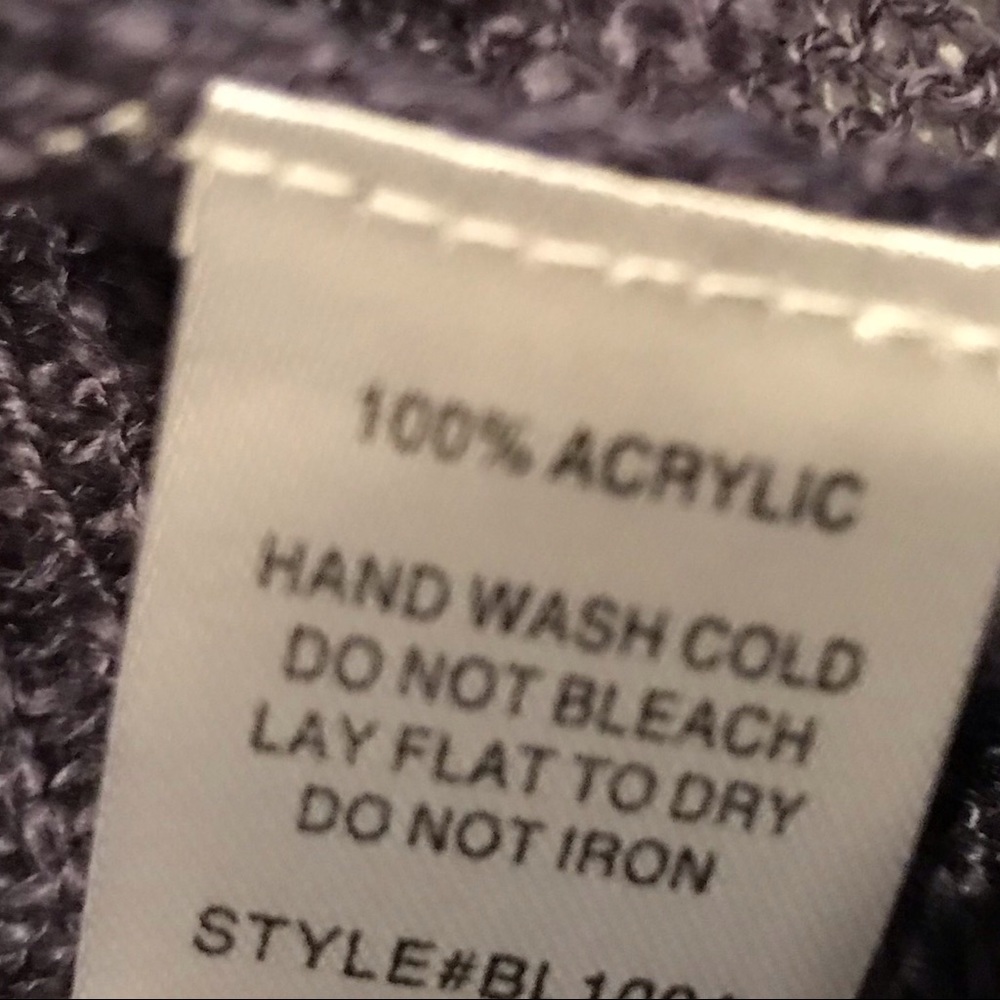 100% ACRYLIC
HAND WASH COLD
DO NOT BLEACH
LAY FLAT TO DRY
DO NOT IRON